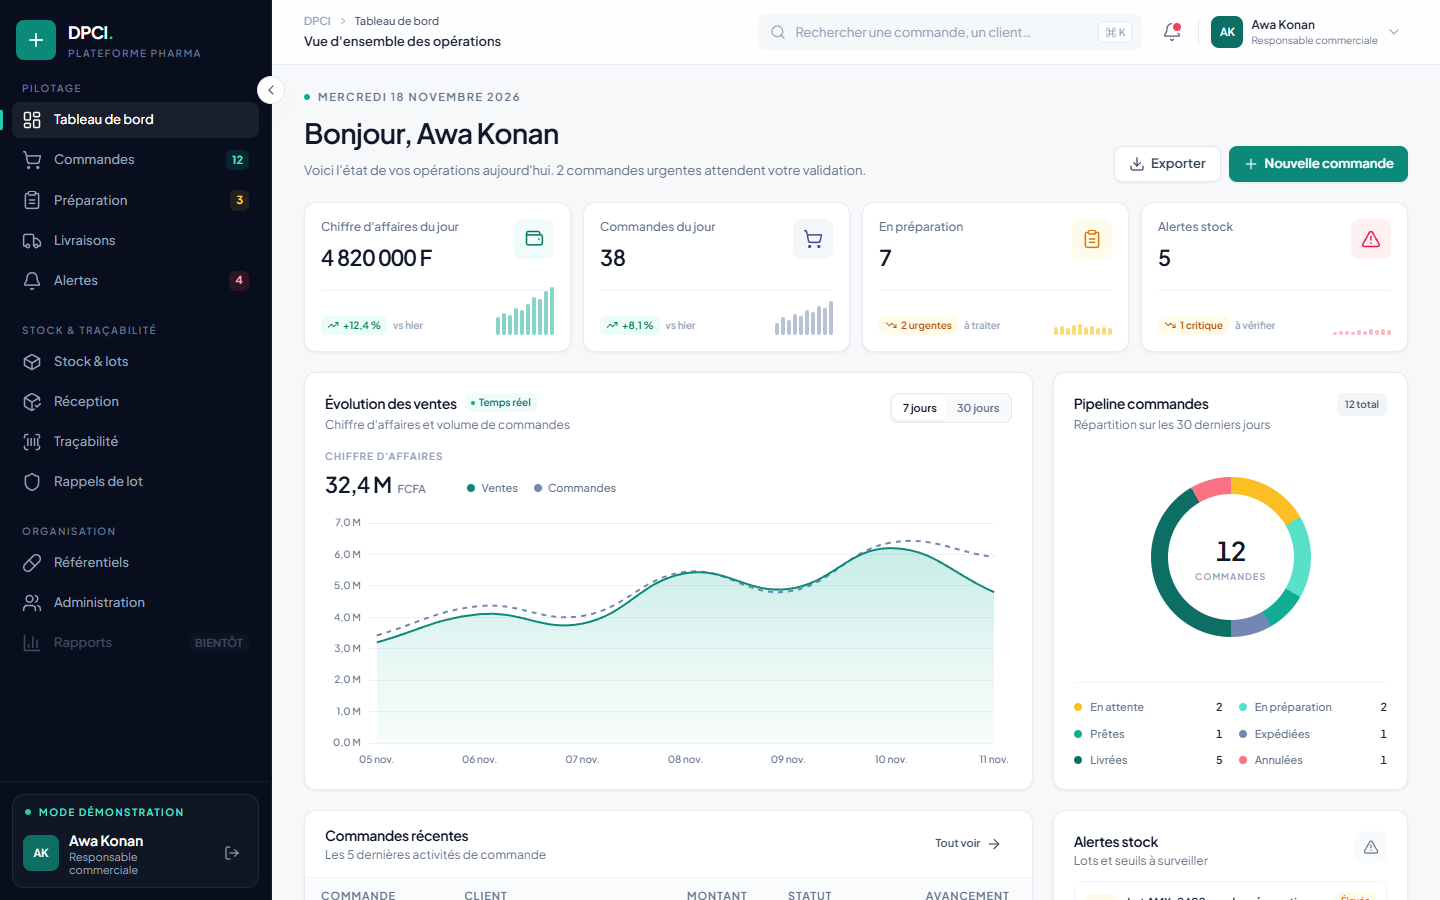 DPCI.
PLATEFORME PHARMA
PILOTAGE
Tableau de bord
Commandes 12
Préparation 3
Livraisons
Alertes 4
STOCK & TRAÇABILITÉ
Stock & lots
Réception
Traçabilité
Rappels de lot
ORGANISATION
Référentiels
Administration
Rapports BIENTÔT
MODE DÉMONSTRATION
AK
Awa Konan
Responsable
commerciale
DPCI > Tableau de bord
Vue d'ensemble des opérations
Rechercher une commande, un client... ⌘ K
AK
Awa Konan
Responsable commerciale
MERCREDI 18 NOVEMBRE 2026
Bonjour, Awa Konan
Voici l'état de vos opérations aujourd'hui. 2 commandes urgentes attendent votre validation.
Exporter
Nouvelle commande
Chiffre d'affaires du jour
4 820 000 F
+12,4 % vs hier
Commandes du jour
38
+8,1 % vs hier
En préparation
7
2 urgentes à traiter
Alertes stock
5
1 critique à vérifier
Évolution des ventes Temps réel
Chiffre d'affaires et volume de commandes
7 jours 30 jours
CHIFFRE D'AFFAIRES
32,4 M FCFA
Ventes Commandes
7,0 M
6,0 M
5,0 M
4,0 M
3,0 M
2,0 M
1,0 M
0,0 M
05 nov. 06 nov. 07 nov. 08 nov. 09 nov. 10 nov. 11 nov.
Pipeline commandes 12 total
Répartition sur les 30 derniers jours
12
COMMANDES
En attente 2 En préparation 2
Prêtes 1 Expédiées 1
Livrées 5 Annulées 1
Commandes récentes
Les 5 dernières activités de commande
Tout voir
COMMANDE CLIENT MONTANT STATUT AVANCEMENT
Alertes stock
Lots et seuils à surveiller